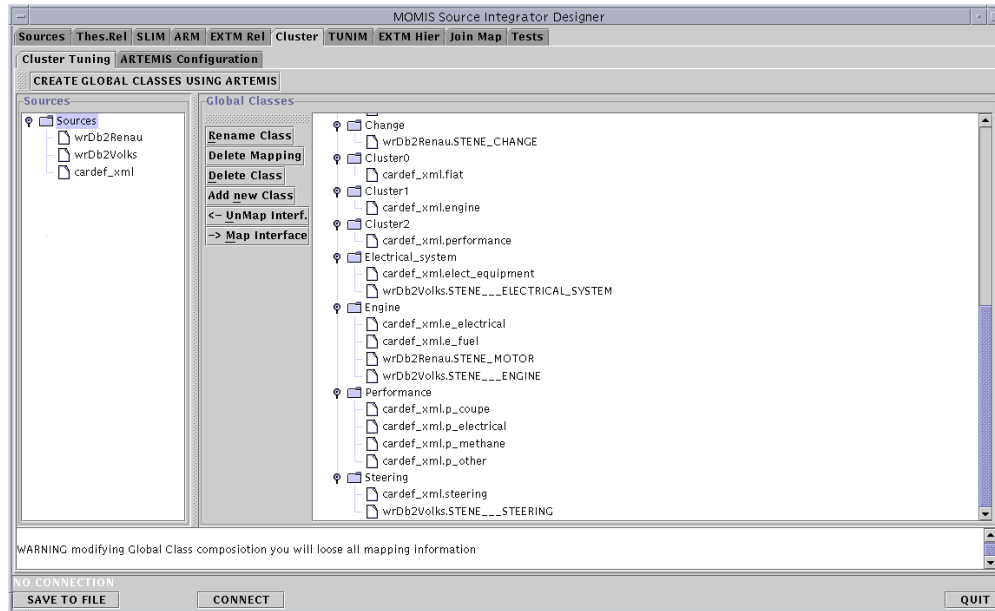 MOMIS Source Integrator Designer
Sources Thes.Rel SLIM ARM EXTM Rel Cluster TUNIM EXTM Hier Join Map Tests
Cluster Tuning ARTEMIS Configuration
CREATE GLOBAL CLASSES USING ARTEMIS
Sources
Sources
wrDb2Renau
wrDb2Volks
cardef_xml
Global Classes
Rename Class
Delete Mapping
Delete Class
Add new Class
<- UnMap Interf.
-> Map Interface
Change
wrDb2Renau.STENE_CHANGE
Cluster0
cardef_xml.fiat
Cluster1
cardef_xml.engine
Cluster2
cardef_xml.performance
Electrical_system
cardef_xml.elect_equipment
wrDb2Volks.STENE___ELECTRICAL_SYSTEM
Engine
cardef_xml.e_electrical
cardef_xml.e_fuel
wrDb2Renau.STENE_MOTOR
wrDb2Volks.STENE___ENGINE
Performance
cardef_xml.p_coupe
cardef_xml.p_electrical
cardef_xml.p_methane
cardef_xml.p_other
Steering
cardef_xml.steering
wrDb2Volks.STENE___STEERING
WARNING modifying Global Class composiotion you will loose all mapping information
NO CONNECTION
SAVE TO FILE CONNECT QUIT